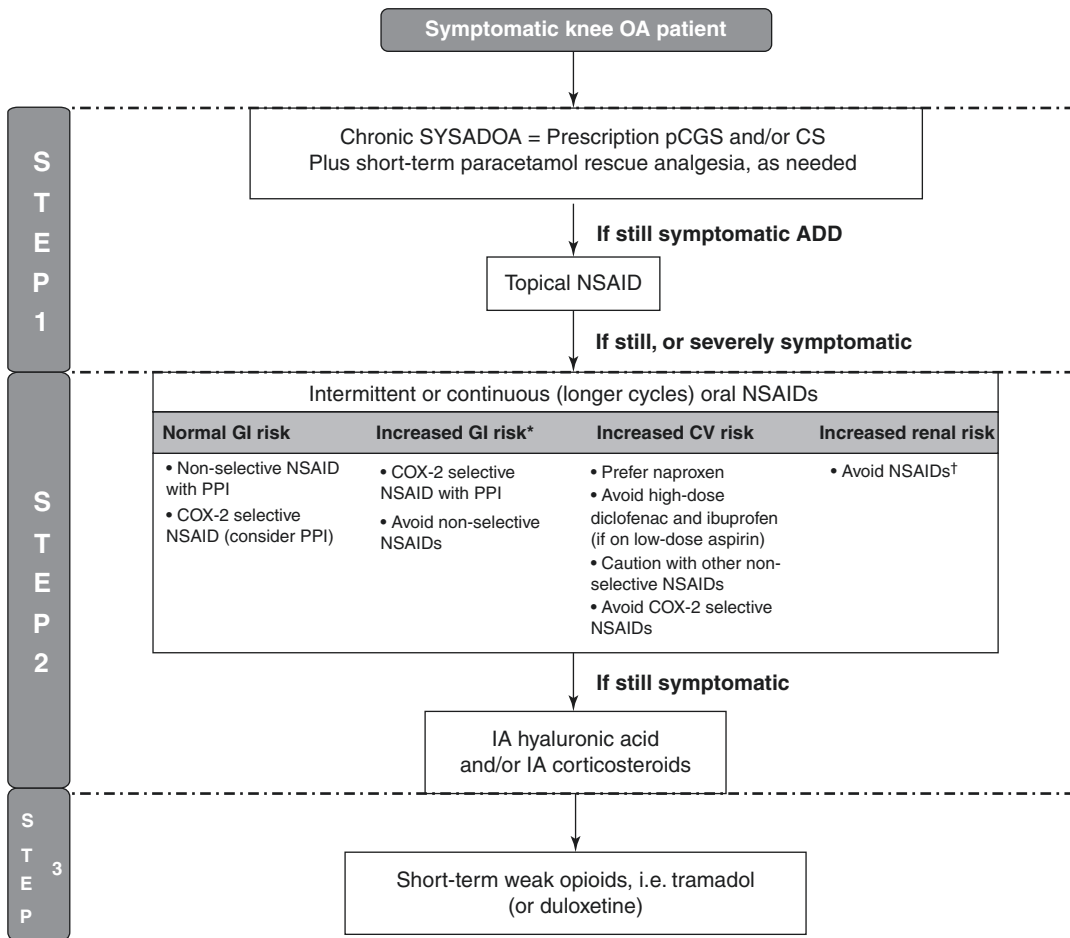 Symptomatic knee OA patient
STEP 1
Chronic SYSADOA = Prescription pCGS and/or CS
Plus short-term paracetamol rescue analgesia, as needed
If still symptomatic ADD
Topical NSAID
If still, or severely symptomatic
STEP 2
Intermittent or continuous (longer cycles) oral NSAIDs
Normal GI risk
• Non-selective NSAID
with PPI
• COX-2 selective
NSAID (consider PPI)
Increased GI risk*
• COX-2 selective
NSAID with PPI
• Avoid non-selective
NSAIDs
Increased CV risk
• Prefer naproxen
• Avoid high-dose
diclofenac and ibuprofen
(if on low-dose aspirin)
• Caution with other non-
selective NSAIDs
• Avoid COX-2 selective
NSAIDs
Increased renal risk
• Avoid NSAIDs†
If still symptomatic
IA hyaluronic acid
and/or IA corticosteroids
STEP 3
Short-term weak opioids, i.e. tramadol
(or duloxetine)